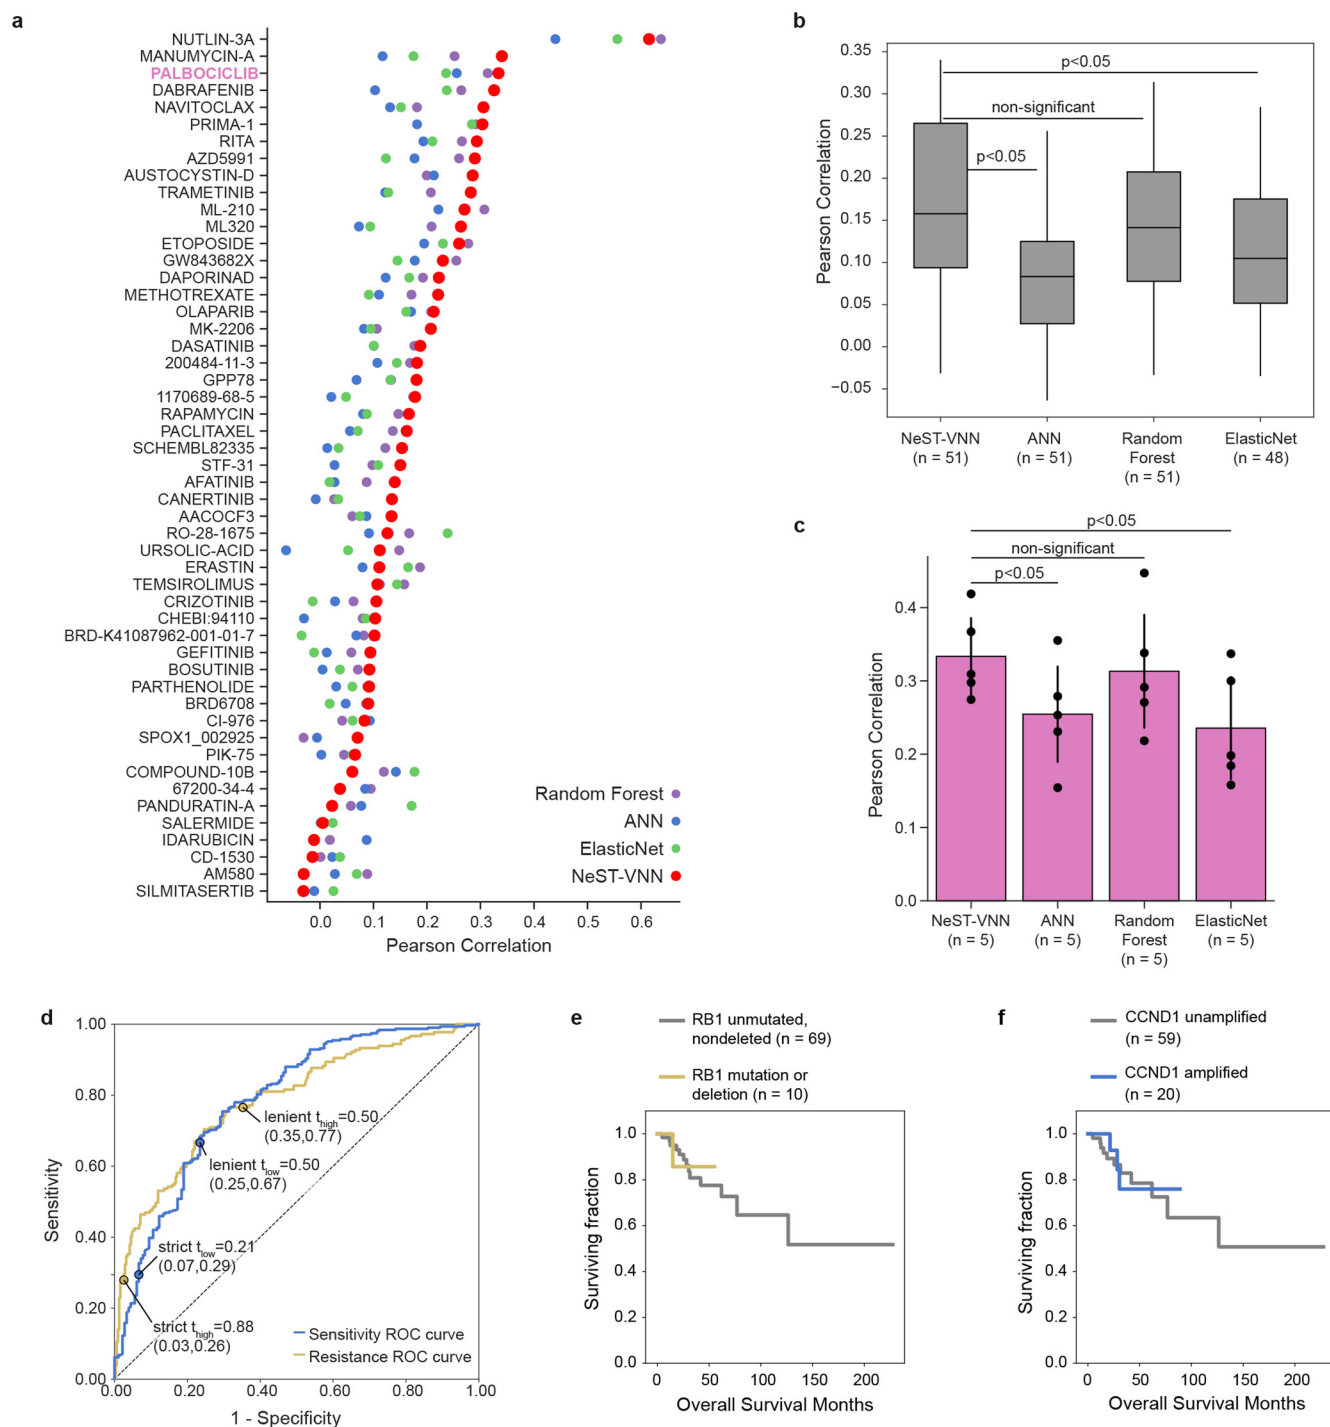 a
NUTLIN-3A
MANUMYCIN-A
PALBOCICLIB
DABRAFENIB
NAVITOCLAX
PRIMA-1
RITA
AZD5991
AUSTOCYSTIN-D
TRAMETINIB
ML-210
ML320
ETOPOSIDE
GW843682X
DAPORINAD
METHOTREXATE
OLAPARIB
MK-2206
DASATINIB
200484-11-3
GPP78
1170689-68-5
RAPAMYCIN
PACLITAXEL
SCHEMBL82335
STF-31
AFATINIB
CANERTINIB
AACOCF3
RO-28-1675
URSOLIC-ACID
ERASTIN
TEMSIROLIMUS
CRIZOTINIB
CHEBI:94110
BRD-K41087962-001-01-7
GEFITINIB
BOSUTINIB
PARTHENOLIDE
BRD6708
CI-976
SPOX1_002925
PIK-75
COMPOUND-10B
67200-34-4
PANDURATIN-A
SALERMIDE
IDARUBICIN
CD-1530
AM580
SILMITASERTIB
Random Forest
ANN
ElasticNet
NeST-VNN
0.0 0.1 0.2 0.3 0.4 0.5 0.6
Pearson Correlation
b
Pearson Correlation
0.35
0.30
0.25
0.20
0.15
0.10
0.05
0.00
−0.05
p<0.05
non-significant
p<0.05
NeST-VNN
(n = 51)
ANN
(n = 51)
Random
Forest
(n = 51)
ElasticNet
(n = 48)
c
Pearson Correlation
0.4
0.3
0.2
0.1
0.0
p<0.05
non-significant
p<0.05
NeST-VNN
(n = 5)
ANN
(n = 5)
Random
Forest
(n = 5)
ElasticNet
(n = 5)
d
Sensitivity
1.00
0.80
0.60
0.40
0.20
0.00
lenient thigh=0.50
(0.35,0.77)
lenient tlow=0.50
(0.25,0.67)
strict tlow=0.21
(0.07,0.29)
strict thigh=0.88
(0.03,0.26)
Sensitivity ROC curve
Resistance ROC curve
0.00 0.20 0.40 0.60 0.80 1.00
1 - Specificity
e
RB1 unmutated,
nondeleted (n = 69)
RB1 mutation or
deletion (n = 10)
Surviving fraction
1.0
0.8
0.6
0.4
0.2
0.0
0 50 100 150 200
Overall Survival Months
f
CCND1 unamplified
(n = 59)
CCND1 amplified
(n = 20)
Surviving fraction
1.0
0.8
0.6
0.4
0.2
0.0
0 50 100 150 200
Overall Survival Months